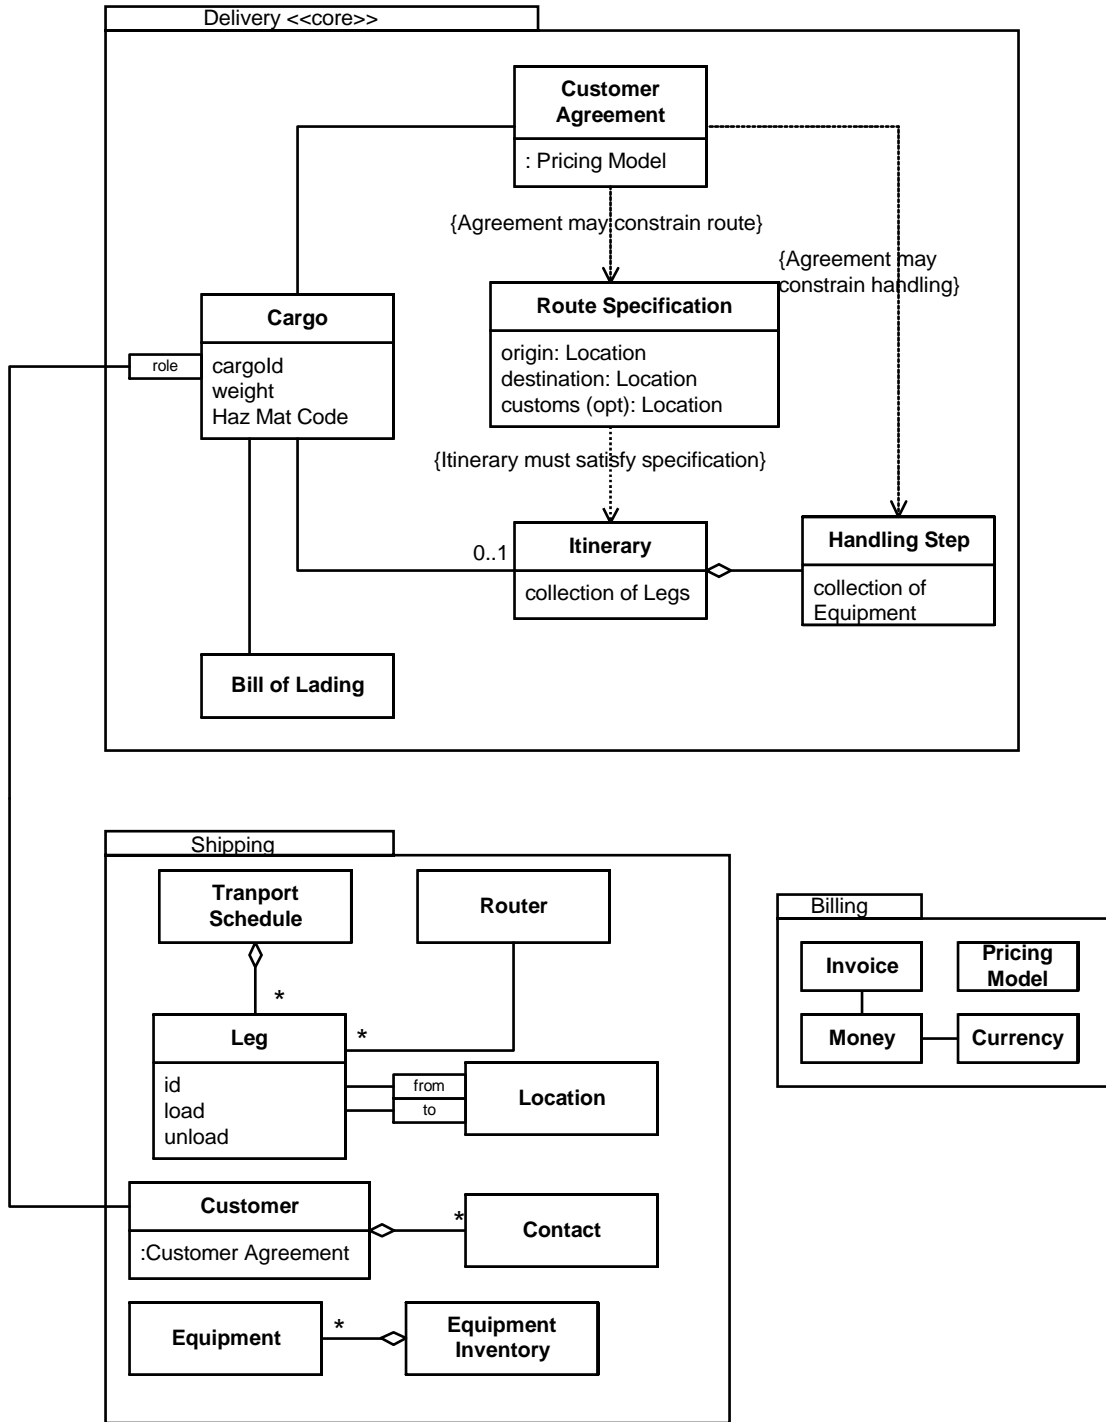 Delivery <<core>>
Customer
Agreement
: Pricing Model
{Agreement may constrain route}
{Agreement may
constrain handling}
Cargo
role
cargoId
weight
Haz Mat Code
Route Specification
origin: Location
destination: Location
customs (opt): Location
{Itinerary must satisfy specification}
0..1
Itinerary
collection of Legs
Handling Step
collection of
Equipment
Bill of Lading
Shipping
Tranport
Schedule
Router
*
*
Leg
id
load
unload
from
to
Location
Customer
:Customer Agreement
*
Contact
Equipment
*
Equipment
Inventory
Billing
Invoice
Pricing
Model
Money
Currency